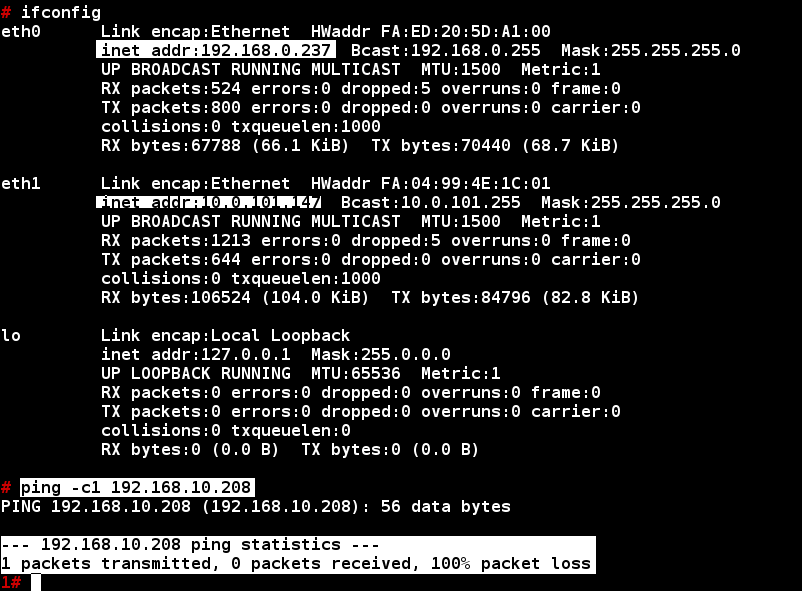 # ifconfig
eth0      Link encap:Ethernet  HWaddr FA:ED:20:5D:A1:00
          inet addr:192.168.0.237  Bcast:192.168.0.255  Mask:255.255.255.0
          UP BROADCAST RUNNING MULTICAST  MTU:1500  Metric:1
          RX packets:524 errors:0 dropped:5 overruns:0 frame:0
          TX packets:800 errors:0 dropped:0 overruns:0 carrier:0
          collisions:0 txqueuelen:1000
          RX bytes:67788 (66.1 KiB)  TX bytes:70440 (68.7 KiB)
eth1      Link encap:Ethernet  HWaddr FA:04:99:4E:1C:01
          inet addr:10.0.101.147  Bcast:10.0.101.255  Mask:255.255.255.0
          UP BROADCAST RUNNING MULTICAST  MTU:1500  Metric:1
          RX packets:1213 errors:0 dropped:5 overruns:0 frame:0
          TX packets:644 errors:0 dropped:0 overruns:0 carrier:0
          collisions:0 txqueuelen:1000
          RX bytes:106524 (104.0 KiB)  TX bytes:84796 (82.8 KiB)
lo        Link encap:Local Loopback
          inet addr:127.0.0.1  Mask:255.0.0.0
          UP LOOPBACK RUNNING  MTU:65536  Metric:1
          RX packets:0 errors:0 dropped:0 overruns:0 frame:0
          TX packets:0 errors:0 dropped:0 overruns:0 carrier:0
          collisions:0 txqueuelen:0
          RX bytes:0 (0.0 B)  TX bytes:0 (0.0 B)
# ping -c1 192.168.10.208
PING 192.168.10.208 (192.168.10.208): 56 data bytes
--- 192.168.10.208 ping statistics ---
1 packets transmitted, 0 packets received, 100% packet loss
1#